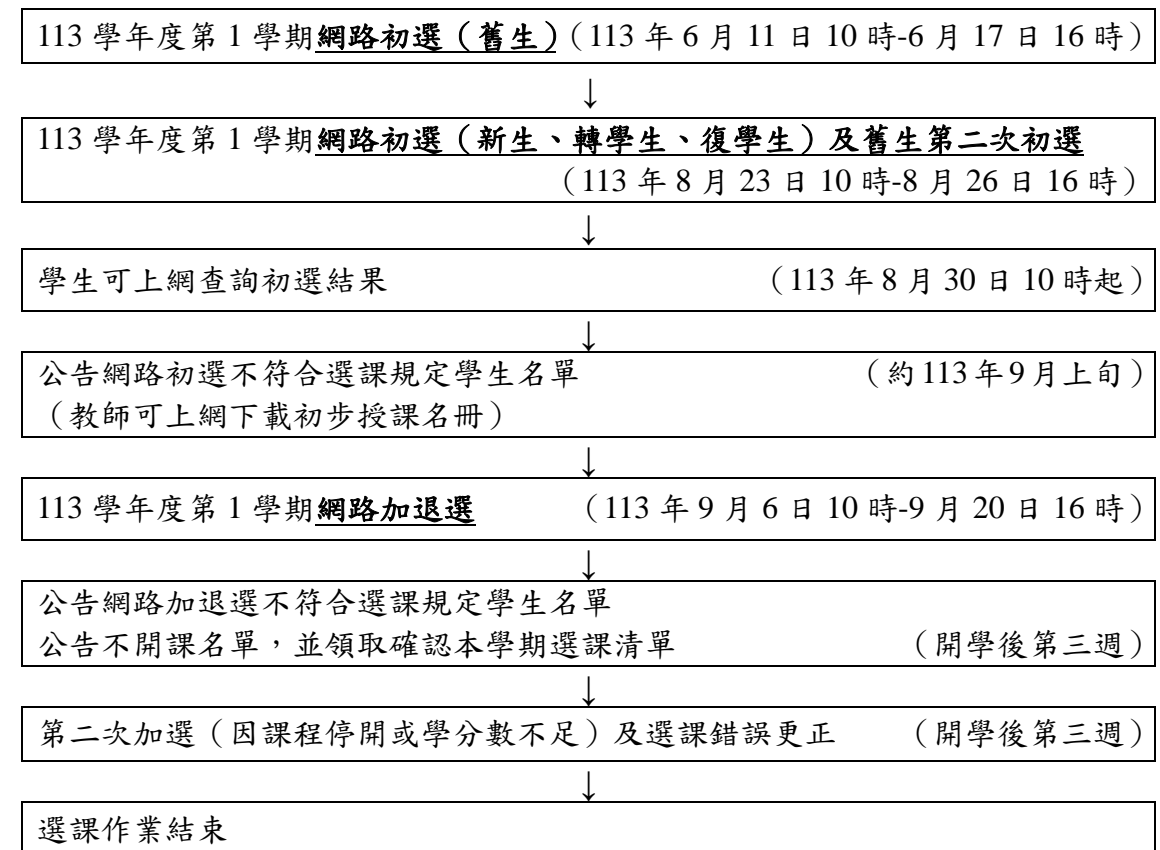 113 學年度第 1 學期網路初選（舊生）（113 年 6 月 11 日 10 時-6 月 17 日 16 時）
↓
113 學年度第 1 學期網路初選（新生、轉學生、復學生）及舊生第二次初選
（113 年 8 月 23 日 10 時-8 月 26 日 16 時）
↓
學生可上網查詢初選結果 （113 年 8 月 30 日 10 時起）
↓
公告網路初選不符合選課規定學生名單 （約 113 年 9 月上旬）
（教師可上網下載初步授課名冊）
↓
113 學年度第 1 學期網路加退選 （113 年 9 月 6 日 10 時-9 月 20 日 16 時）
↓
公告網路加退選不符合選課規定學生名單
公告不開課名單，並領取確認本學期選課清單 （開學後第三週）
↓
第二次加選（因課程停開或學分數不足）及選課錯誤更正 （開學後第三週）
↓
選課作業結束